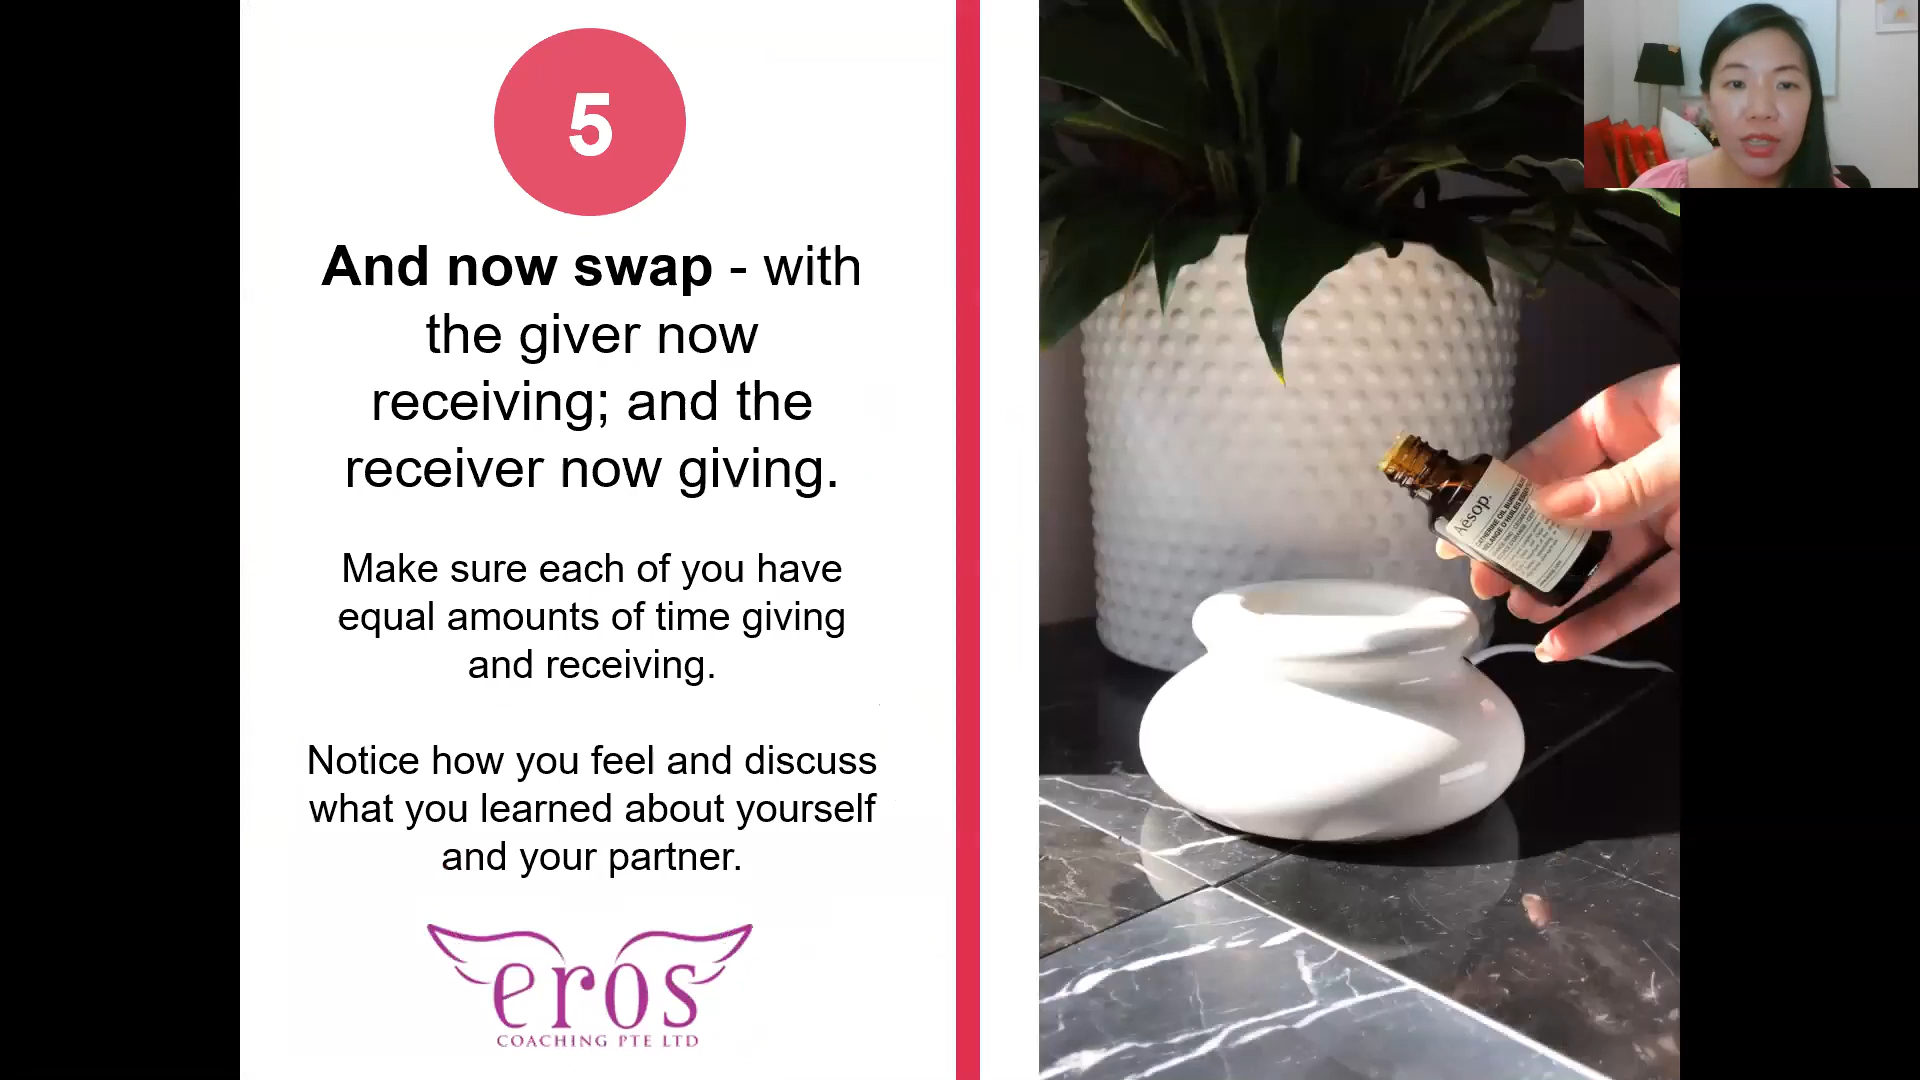 5
And now swap - with
the giver now
receiving; and the
receiver now giving.
Make sure each of you have
equal amounts of time giving
and receiving.
Notice how you feel and discuss
what you learned about yourself
and your partner.
eros
COACHING PTE LTD
Aēsop.